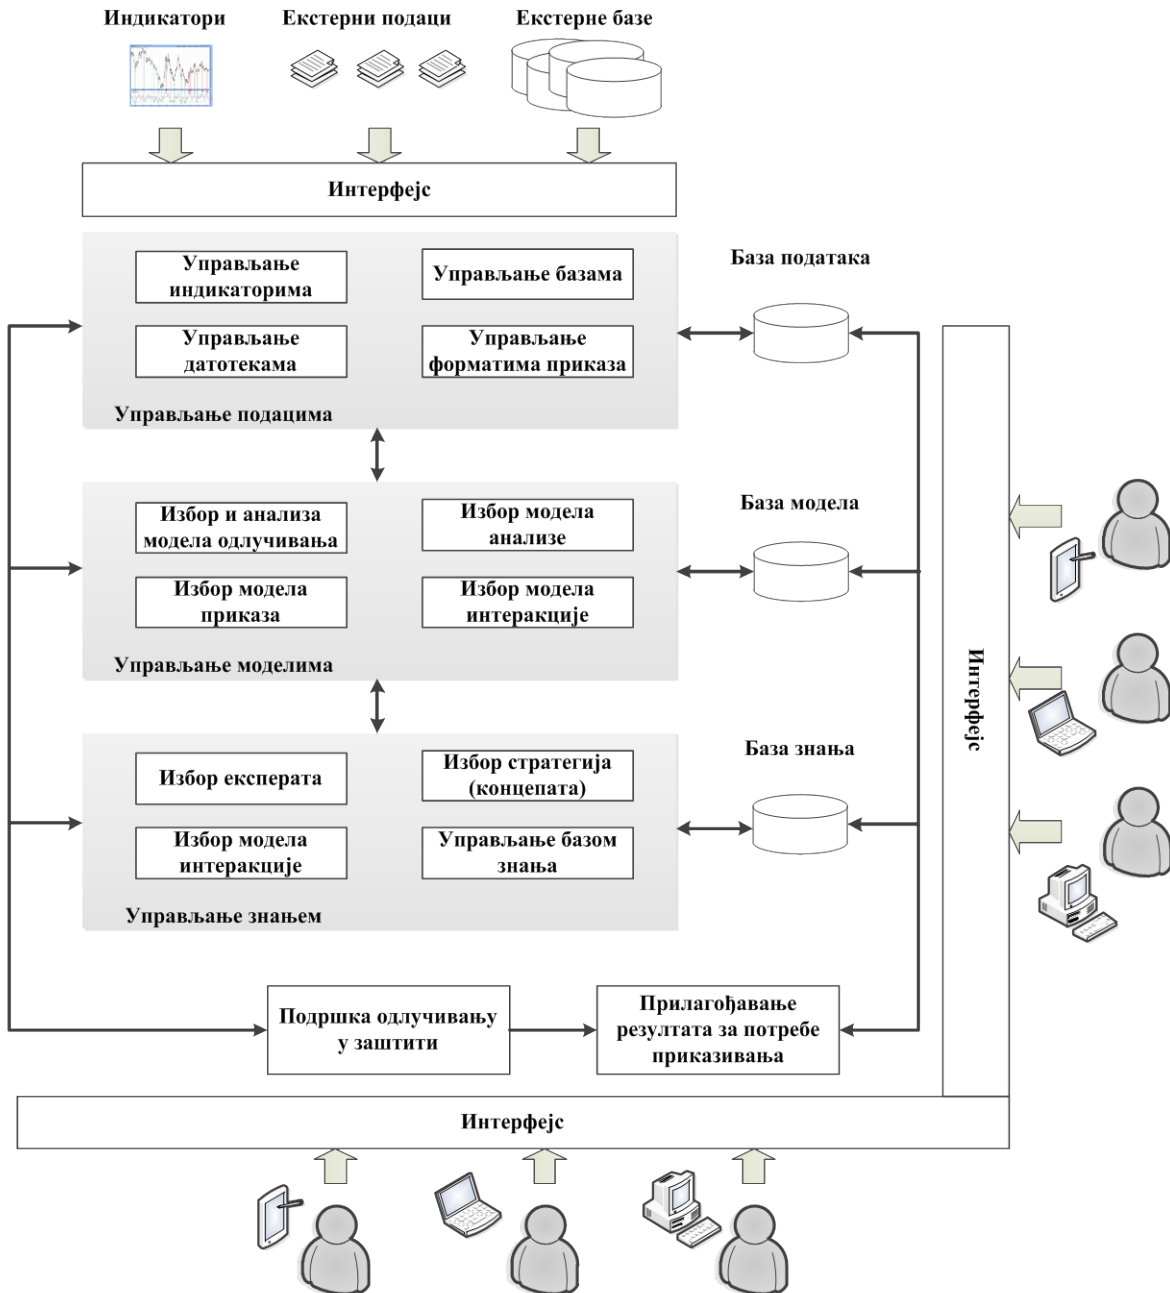 Индикатори
Екстерни подаци
Екстерне базе
Интерфејс
Управљање
индикаторима
Управљање базама
Управљање
датотекама
Управљање
форматима приказа
Управљање подацима
База података
Избор и анализа
модела одлучивања
Избор модела
анализе
Избор модела
приказа
Избор модела
интеракције
Управљање моделима
База модела
Избор експерата
Избор стратегија
(концепата)
Избор модела
интеракције
Управљање базом
знања
Управљање знањем
База знања
Интерфејс
Подршка одлучивању
у заштити
Прилагођавање
резултата за потребе
приказивања
Интерфејс